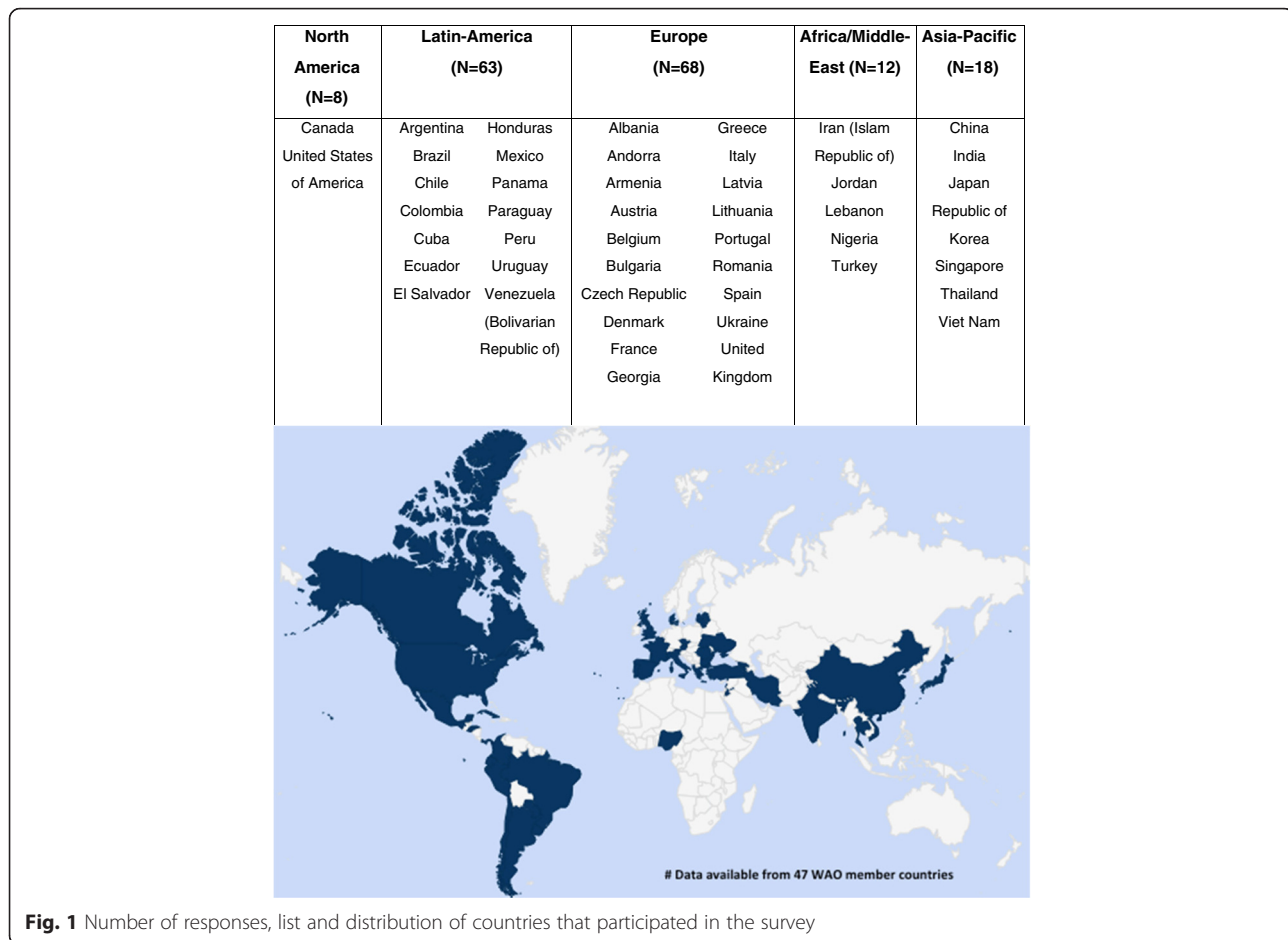 North
America
(N=8)
Latin-America
(N=63)
Europe
(N=68)
Africa/Middle-
East (N=12)
Asia-Pacific
(N=18)
Canada
United States
of America
Argentina
Brazil
Chile
Colombia
Cuba
Ecuador
El Salvador
Honduras
Mexico
Panama
Paraguay
Peru
Uruguay
Venezuela
(Bolivarian
Republic of)
Albania
Andorra
Armenia
Austria
Belgium
Bulgaria
Czech Republic
Denmark
France
Georgia
Greece
Italy
Latvia
Lithuania
Portugal
Romania
Spain
Ukraine
United
Kingdom
Iran (Islam
Republic of)
Jordan
Lebanon
Nigeria
Turkey
China
India
Japan
Republic of
Korea
Singapore
Thailand
Viet Nam
# Data available from 47 WAO member countries
Fig. 1 Number of responses, list and distribution of countries that participated in the survey